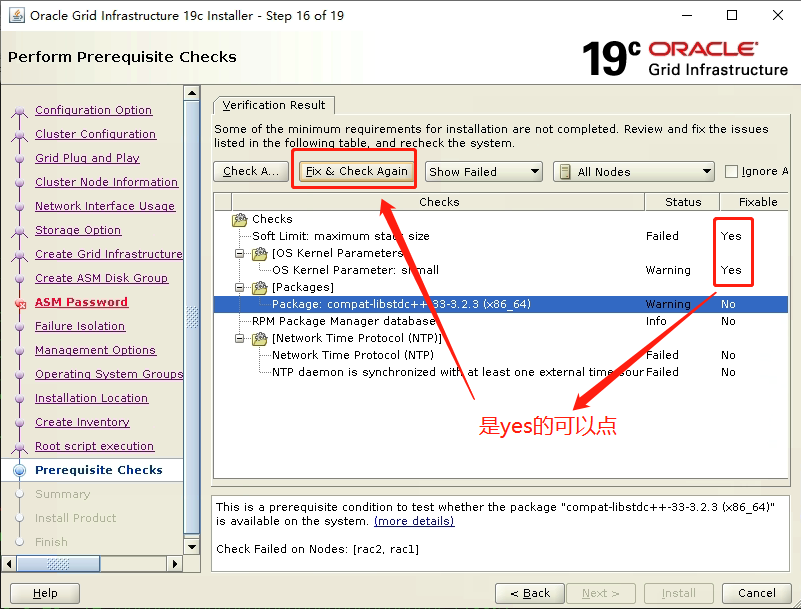 Oracle Grid Infrastructure 19c Installer - Step 16 of 19
Perform Prerequisite Checks
19c ORACLE
Grid Infrastructure
Configuration Option
Cluster Configuration
Grid Plug and Play
Cluster Node Information
Network Interface Usage
Storage Option
Create Grid Infrastructure
Create ASM Disk Group
ASM Password
Failure Isolation
Management Options
Operating System Groups
Installation Location
Create Inventory
Root script execution
Prerequisite Checks
Summary
Install Product
Finish
Verification Result
Some of the minimum requirements for installation are not completed. Review and fix the issues
listed in the following table, and recheck the system.
Check A... Fix & Check Again Show Failed All Nodes Ignore A
Checks Status Fixable
Checks
Soft Limit: maximum stack size Failed Yes
[OS Kernel Parameters
OS Kernel Parameter: shmall Warning Yes
[Packages]
Package: compat-libstdc++-33-3.2.3 (x86_64) Warning No
RPM Package Manager database Info No
[Network Time Protocol (NTP)]
Network Time Protocol (NTP) Failed No
NTP daemon is synchronized with at least one external time sour Failed No
是yes的可以点
This is a prerequisite condition to test whether the package "compat-libstdc++-33-3.2.3 (x86_64)"
is available on the system. (more details)
Check Failed on Nodes: [rac2, rac1]
Help < Back Next > Install Cancel